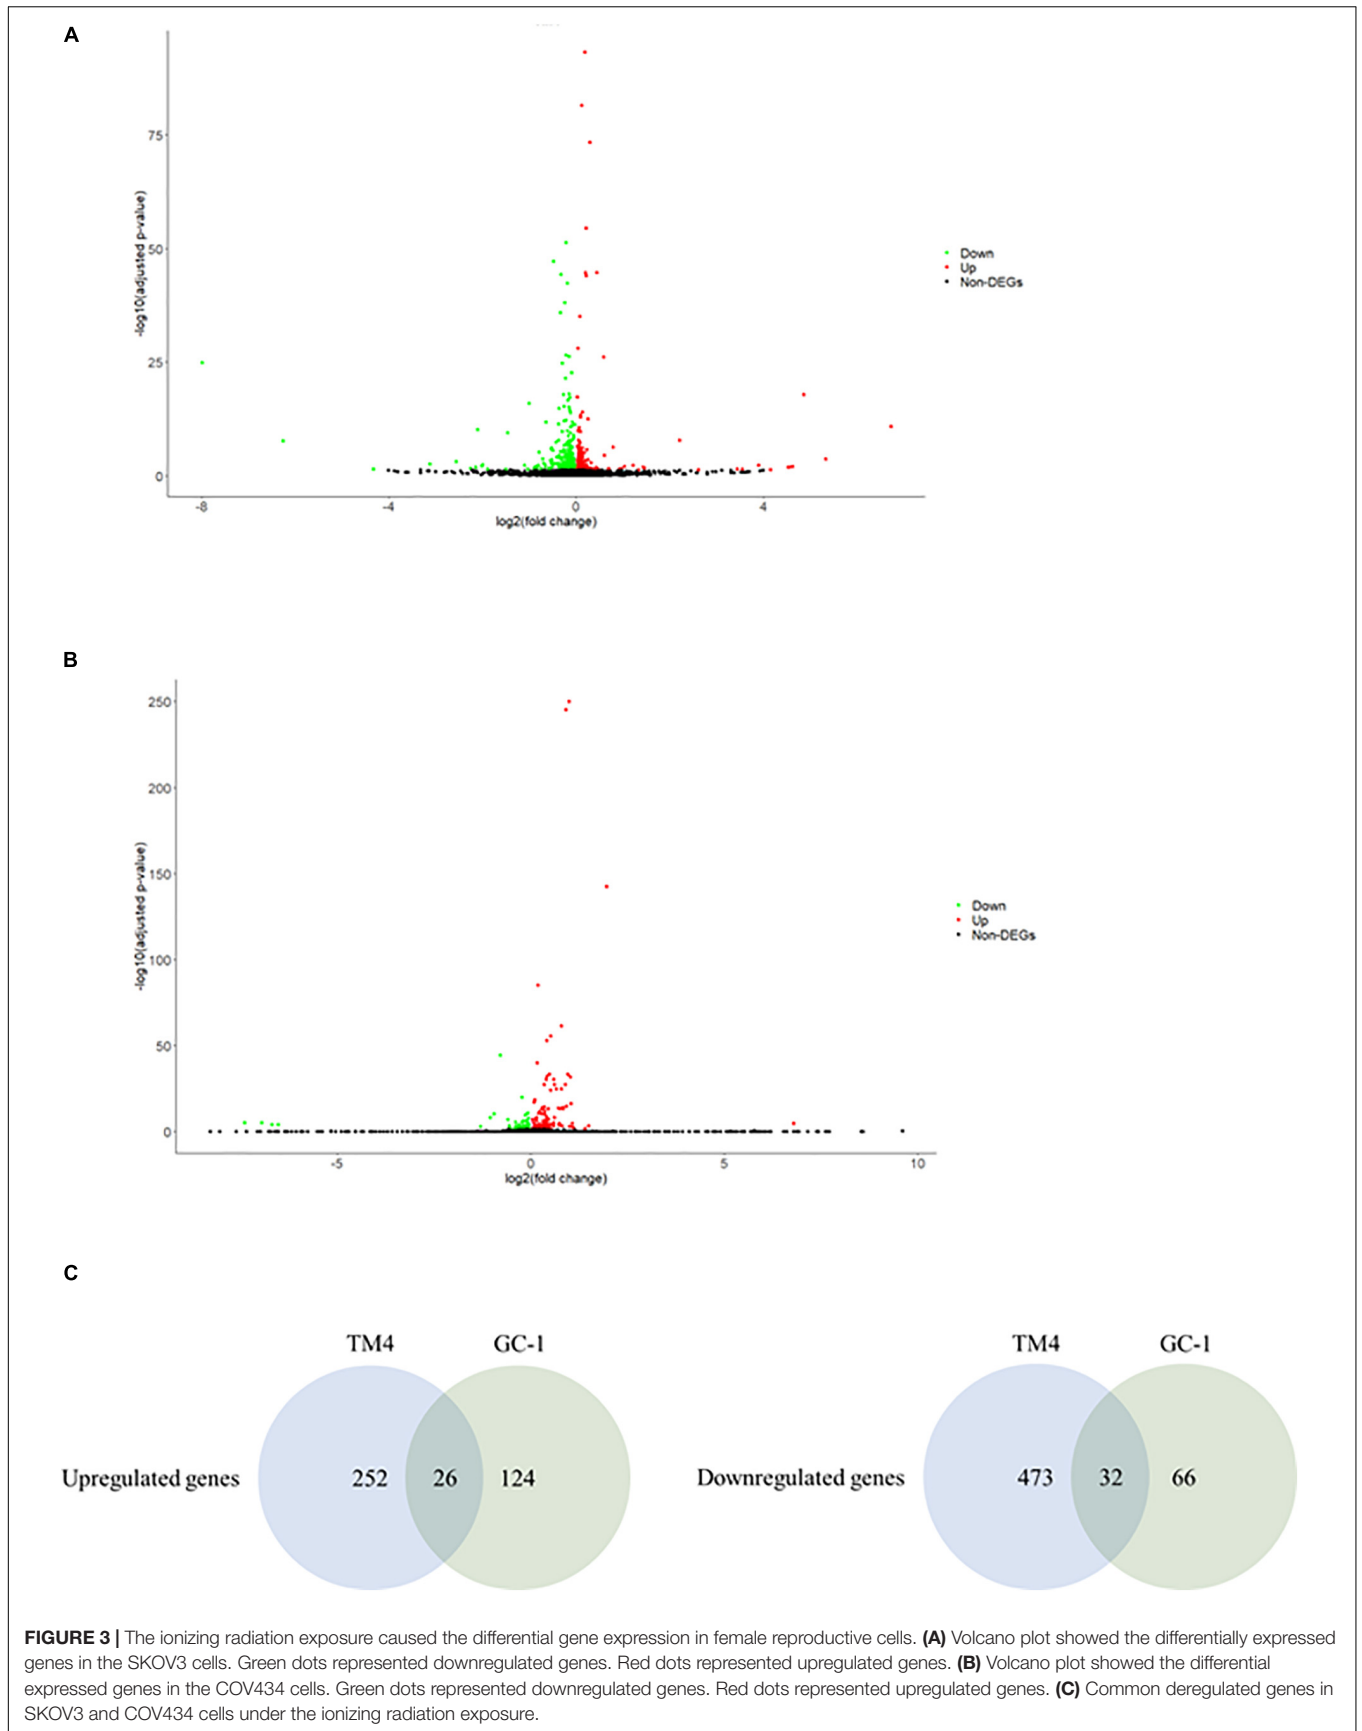 A
75
50
25
0
-log10(adjusted p-value)
-8
-4
0
4
log2(fold change)
Down
Up
Non-DEGs
B
250
200
150
100
50
0
-log10(adjusted p-value)
-5
0
5
10
log2(fold change)
Down
Up
Non-DEGs
C
TM4
GC-1
Upregulated genes
252
26
124
TM4
GC-1
Downregulated genes
473
32
66
FIGURE 3 | The ionizing radiation exposure caused the differential gene expression in female reproductive cells. (A) Volcano plot showed the differentially expressed
genes in the SKOV3 cells. Green dots represented downregulated genes. Red dots represented upregulated genes. (B) Volcano plot showed the differential
expressed genes in the COV434 cells. Green dots represented downregulated genes. Red dots represented upregulated genes. (C) Common deregulated genes in
SKOV3 and COV434 cells under the ionizing radiation exposure.